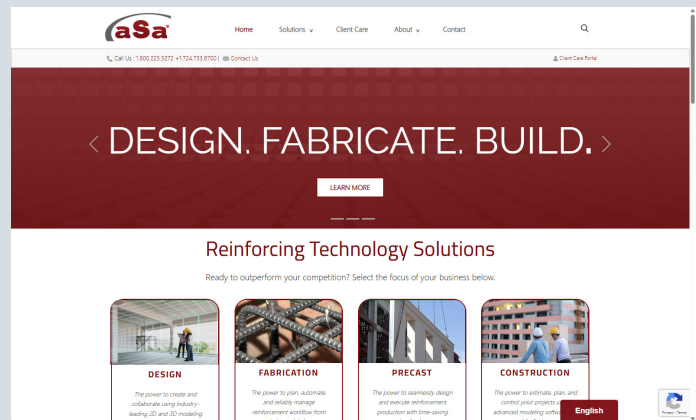 aSa
Home Solutions Client Care About Contact
Call Us : 1.800.225.5272 +1.724.733.8700 | Contact Us
Client Care Portal
DESIGN. FABRICATE. BUILD.
LEARN MORE
Reinforcing Technology Solutions
Ready to outperform your competition? Select the focus of your business below.
DESIGN
The power to create and
collaborate using industry-
leading 2D and 3D modeling
FABRICATION
The power to plan, automate,
and reliably manage
reinforcement workflow from
PRECAST
The power to seamlessly design
and execute reinforcement
production with time-saving
CONSTRUCTION
The power to estimate, plan, and
control your projects
advanced modeling
English
Privacy - Terms